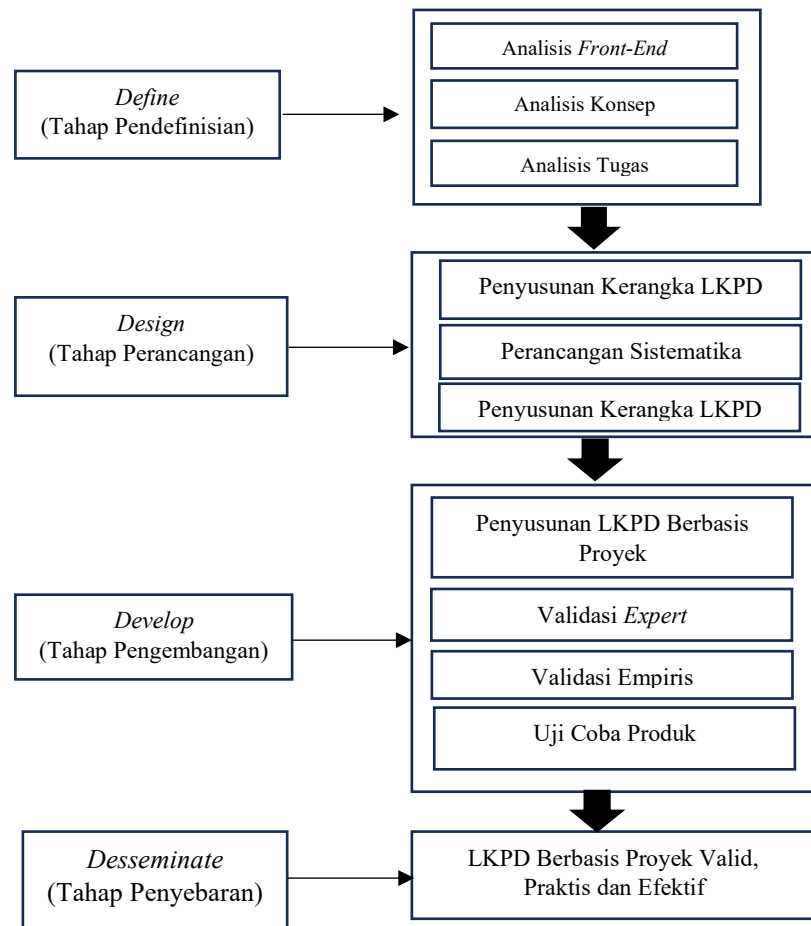 Define
(Tahap Pendefinisian)
Analisis Front-End
Analisis Konsep
Analisis Tugas
Design
(Tahap Perancangan)
Penyusunan Kerangka LKPD
Perancangan Sistematika
Penyusunan Kerangka LKPD
Develop
(Tahap Pengembangan)
Penyusunan LKPD Berbasis
Proyek
Validasi Expert
Validasi Empiris
Uji Coba Produk
Desseminate
(Tahap Penyebaran)
LKPD Berbasis Proyek Valid,
Praktis dan Efektif